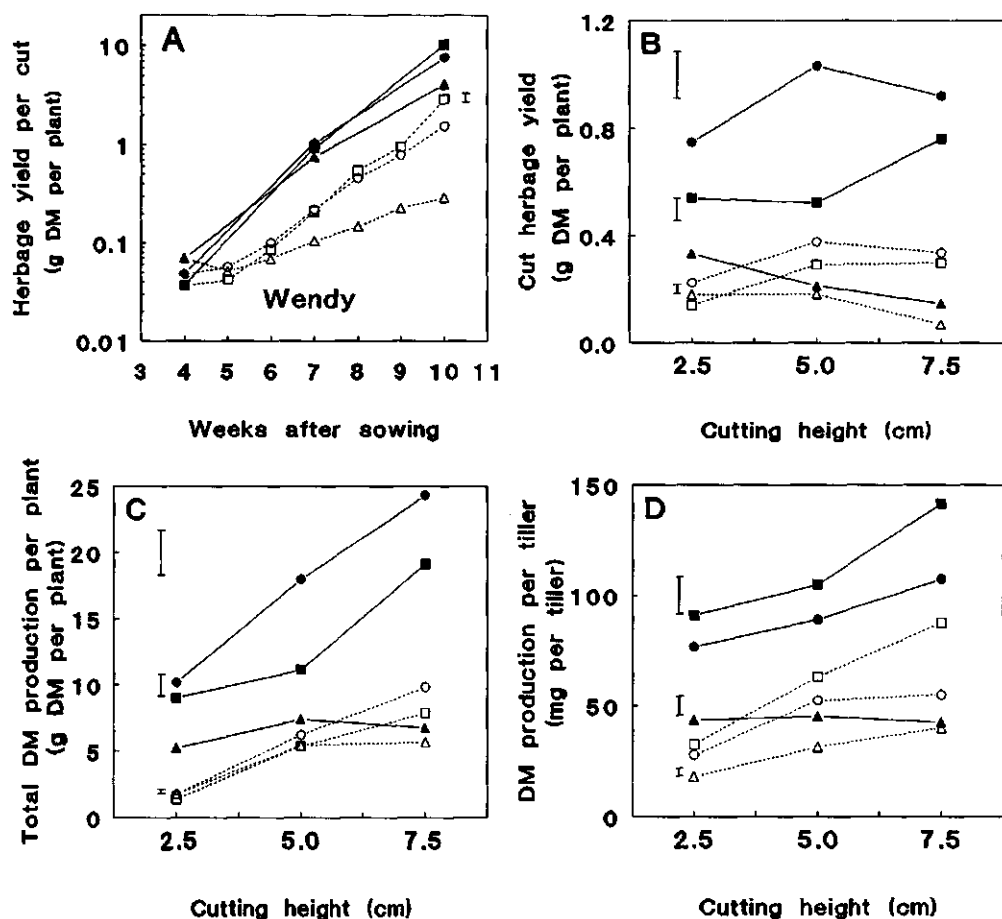 A
Herbage yield per cut
(g DM per plant)
10
1
0.1
0.01
Wendy
3 4 5 6 7 8 9 10 11
Weeks after sowing
B
Cut herbage yield
(g DM per plant)
1.2
0.8
0.4
0.0
2.5 5.0 7.5
Cutting height (cm)
C
Total DM production per plant
(g DM per plant)
25
20
15
10
5
0
2.5 5.0 7.5
Cutting height (cm)
D
DM production per tiller
(mg per tiller)
150
100
50
0
2.5 5.0 7.5
Cutting height (cm)